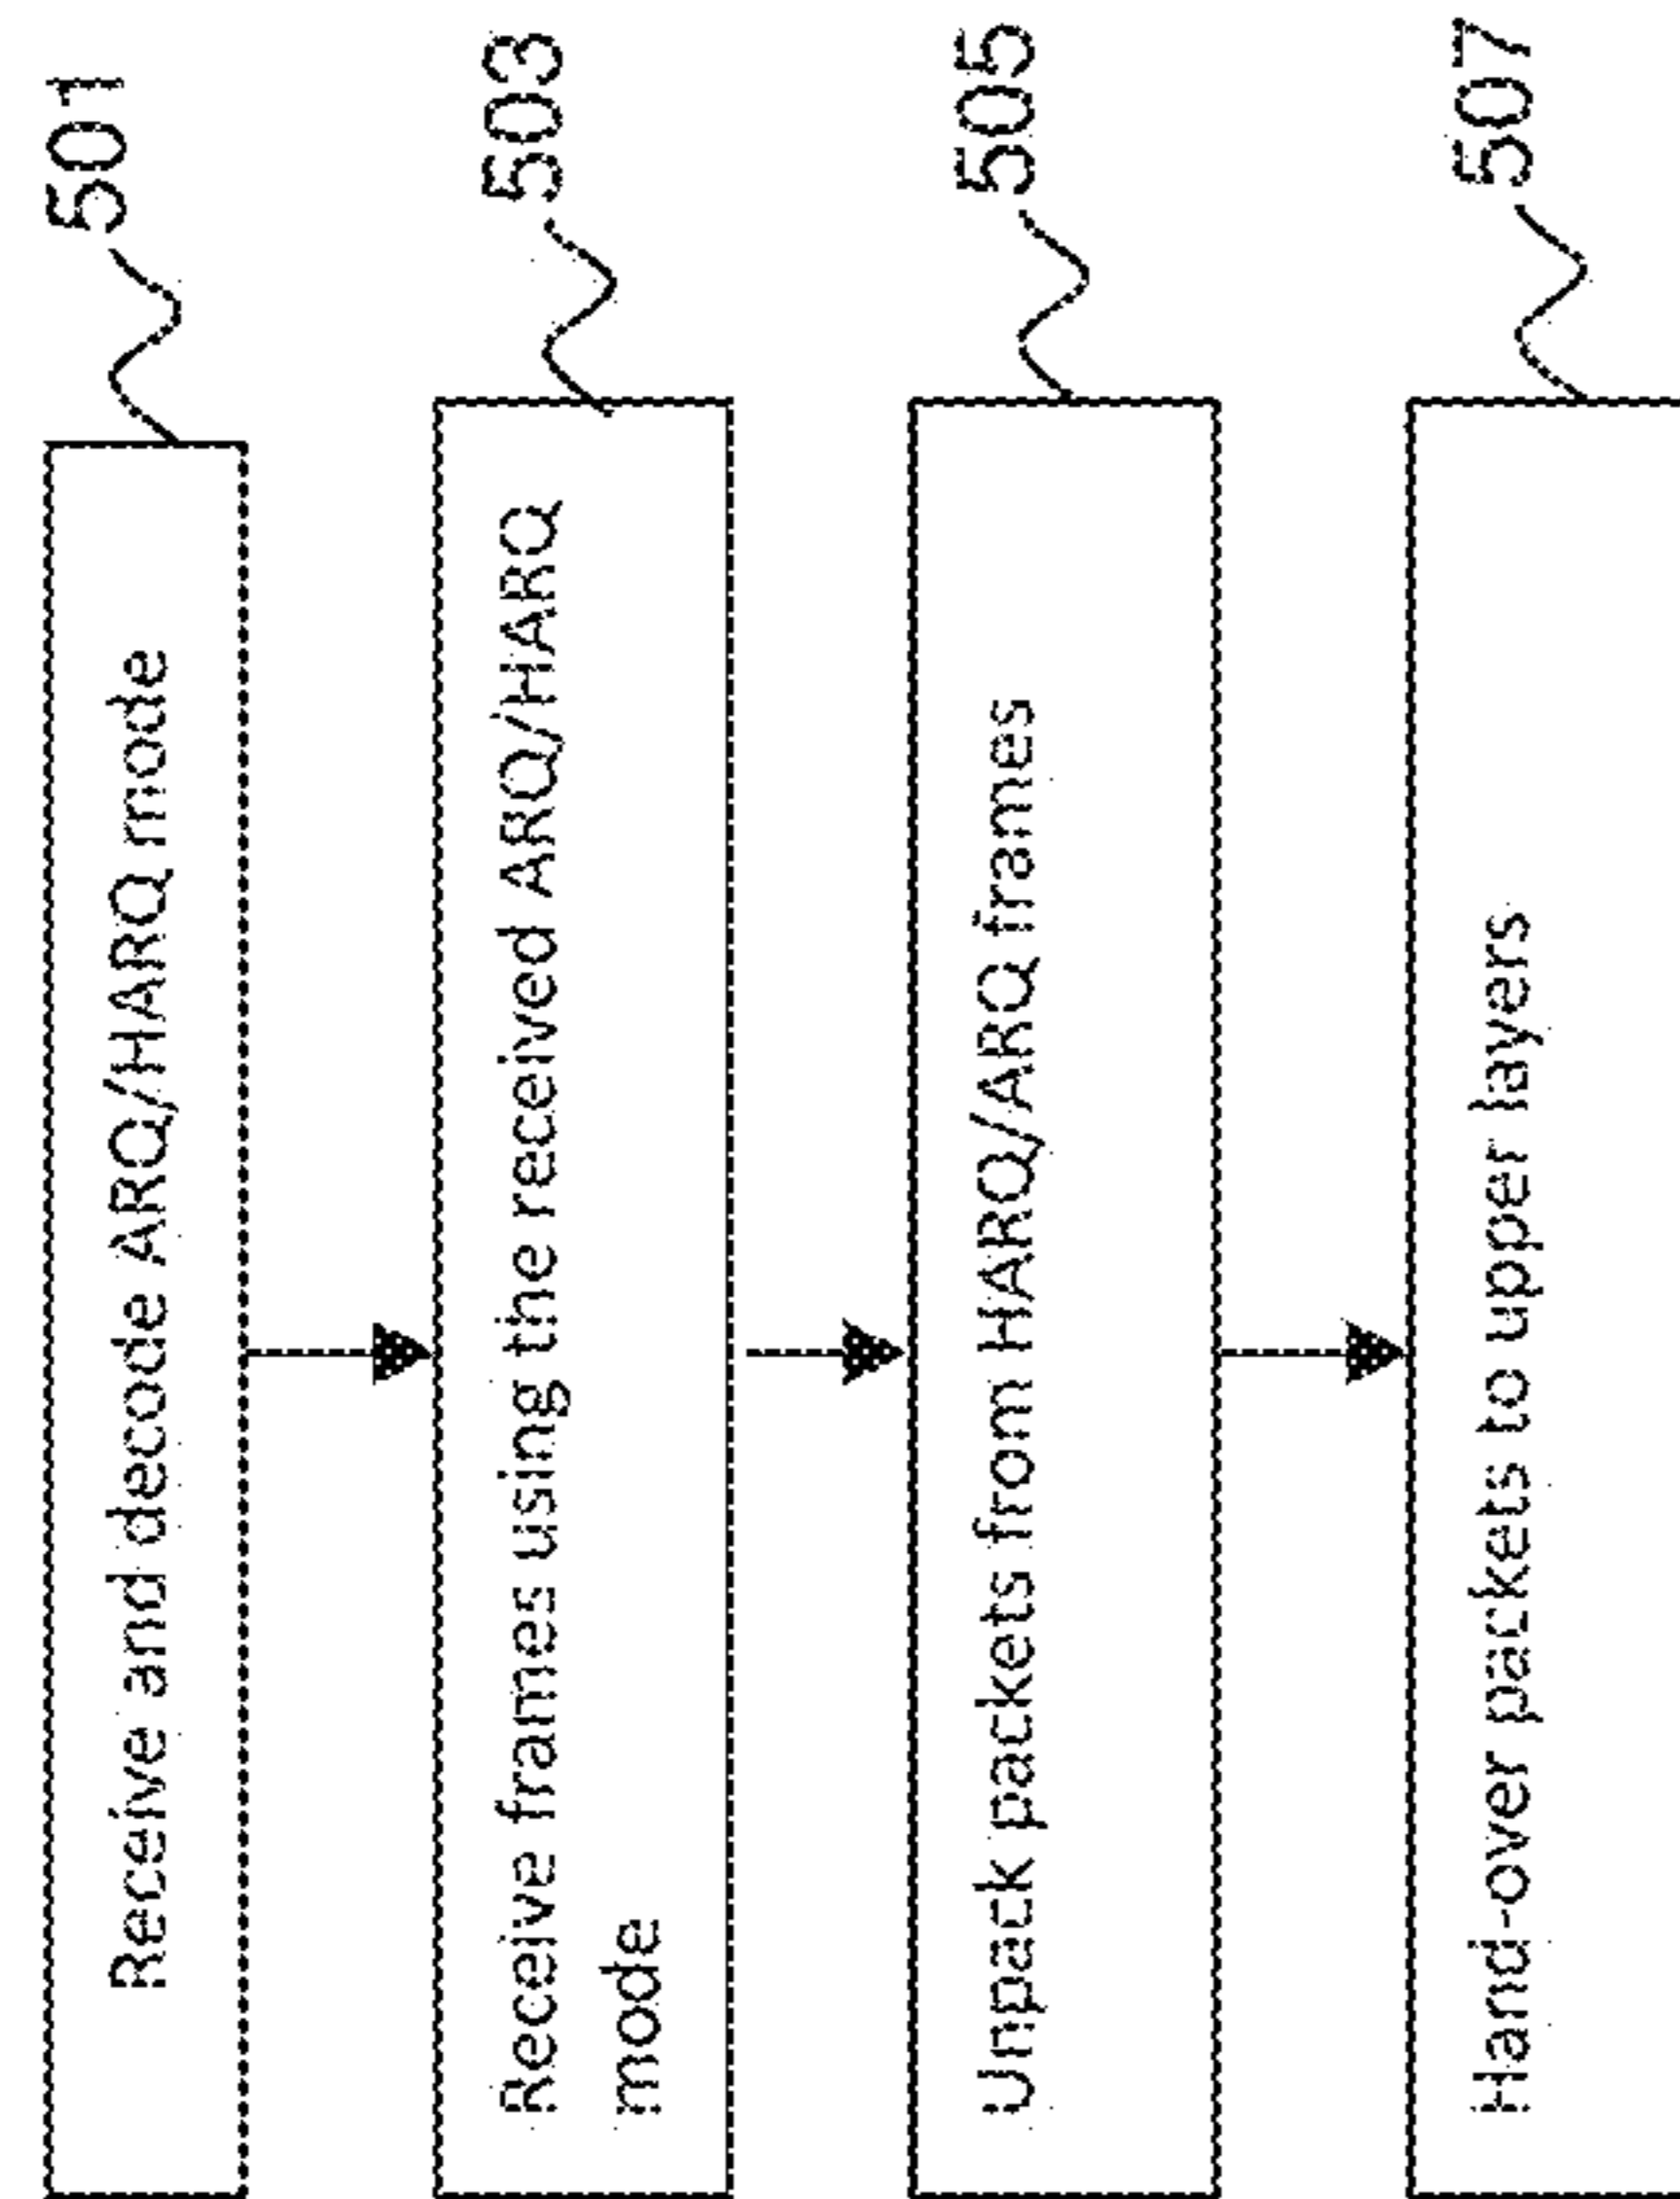 Receive and decode ARQ/HARQ mode
501
Receive frames using the received ARQ/HARQ
mode
503
Unpack packets from HARQ/ARQ frames
505
Hand-over packets to upper layers
507